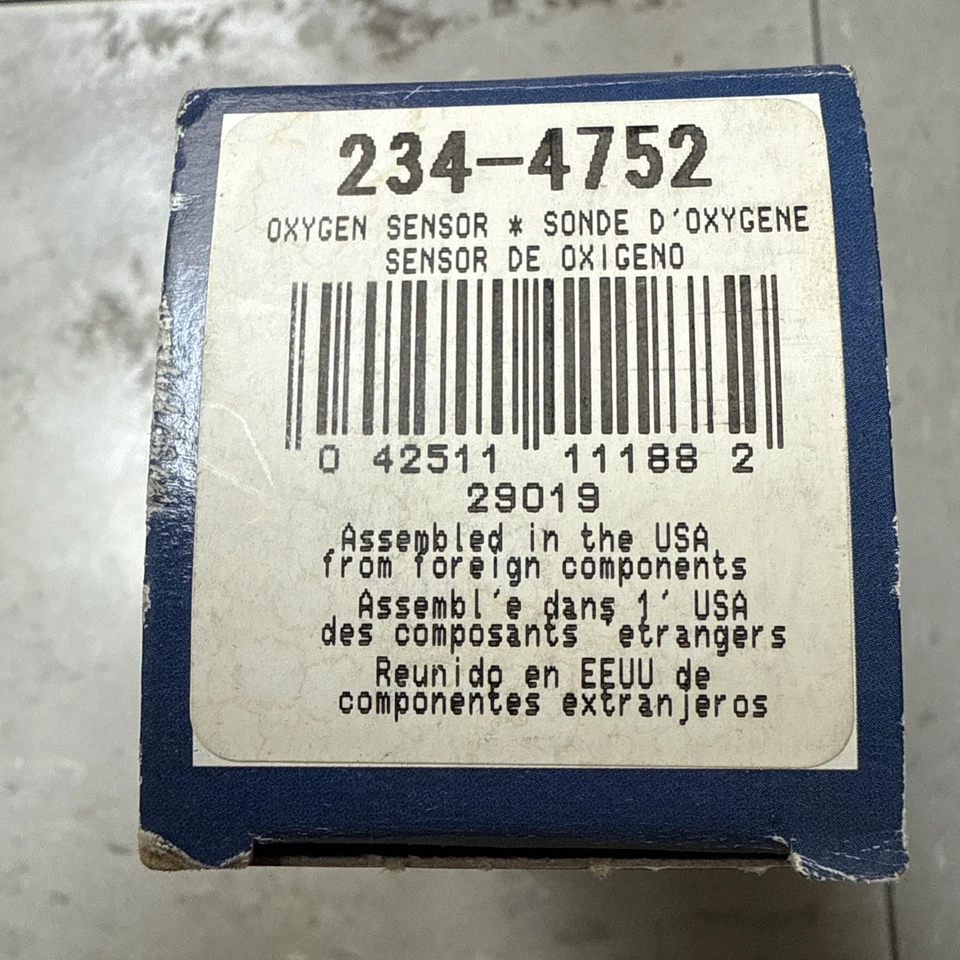 234-4752
OXYGEN SENSOR * SONDE D'OXYGENE
SENSOR DE OXIGENO
0 42511 11188 2
29019
Assembled in the USA
from foreign components
Assembl'e dans l' USA
des composants 'etrangers
Reunido en EEUU de
componentes extranjeros